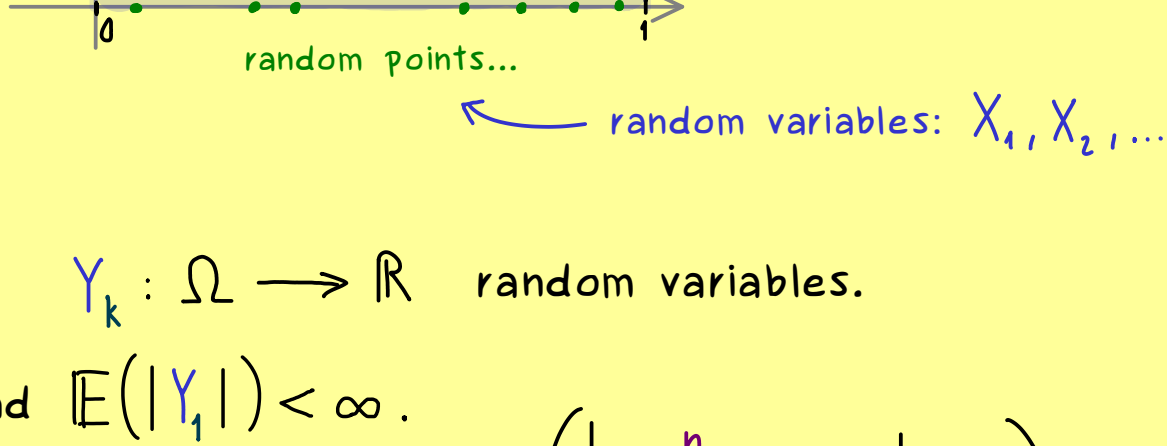 0 1
random points...
random variables: X₁, X₂, ...
Yₖ : Ω ⟶ ℝ random variables.
𝔼(|Y₁|) < ∞.
( | n | )